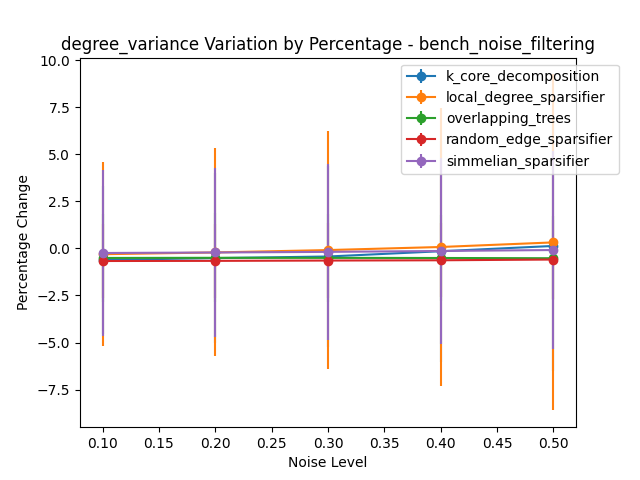 degree_variance Variation by Percentage - bench_noise_filtering
10.0
7.5
5.0
2.5
0.0
−2.5
−5.0
−7.5
Percentage Change
k_core_decomposition
local_degree_sparsifier
overlapping_trees
random_edge_sparsifier
simmelian_sparsifier
0.10 0.15 0.20 0.25 0.30 0.35 0.40 0.45 0.50
Noise Level